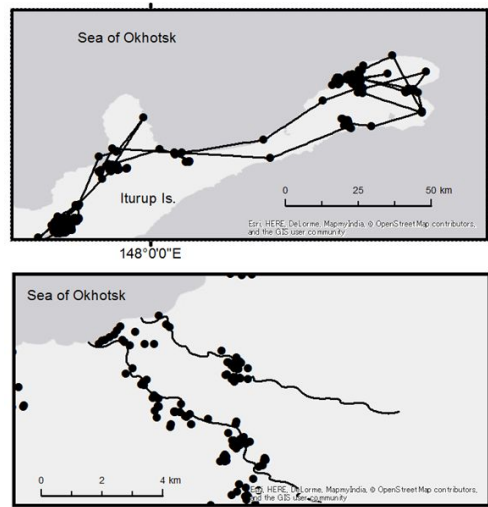 Sea of Okhotsk
Iturup Is.
0 25 50 km
Esri, HERE, DeLorme, MapmyIndia, © OpenStreetMap contributors,
and the GIS user community
148°0'0"E
Sea of Okhotsk
0 2 4 km
Esri, HERE, DeLorme, MapmyIndia, © OpenStreetMap contributors,
and the GIS user community